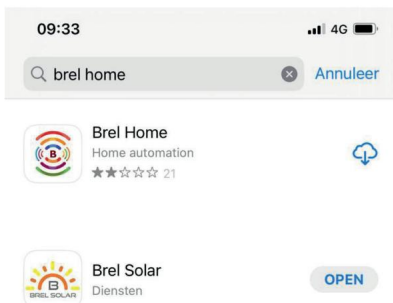 09:33
4G
brel home
Annuleer
B
Brel Home
Home automation
21
B
BREL SOLAR
Brel Solar
Diensten
OPEN